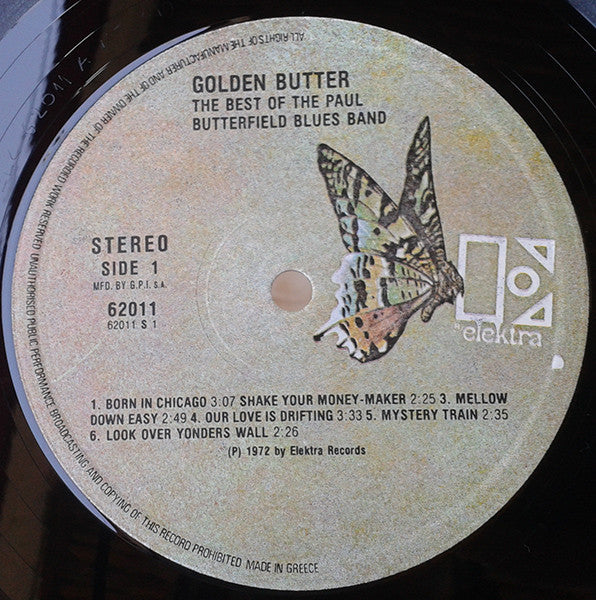 GOLDEN BUTTER
THE BEST OF THE PAUL
BUTTERFIELD BLUES BAND
STEREO
SIDE 1
MFD. BY G.P.I. S.A.
62011
62011 S 1
elektra
1. BORN IN CHICAGO 3:07 SHAKE YOUR MONEY-MAKER 2:25 3. MELLOW
DOWN EASY 2:49 4. OUR LOVE IS DRIFTING 3:33 5. MYSTERY TRAIN 2:35
6. LOOK OVER YONDERS WALL 2:26
(P) 1972 by Elektra Records
ALL RIGHTS OF THE MANUFACTURER AND OF THE OWNER OF THE RECORDED WORK RESERVED UNAUTHORISED PUBLIC PERFORMANCE BROADCASTING AND COPYING OF THIS RECORD PROHIBITED MADE IN GREECE